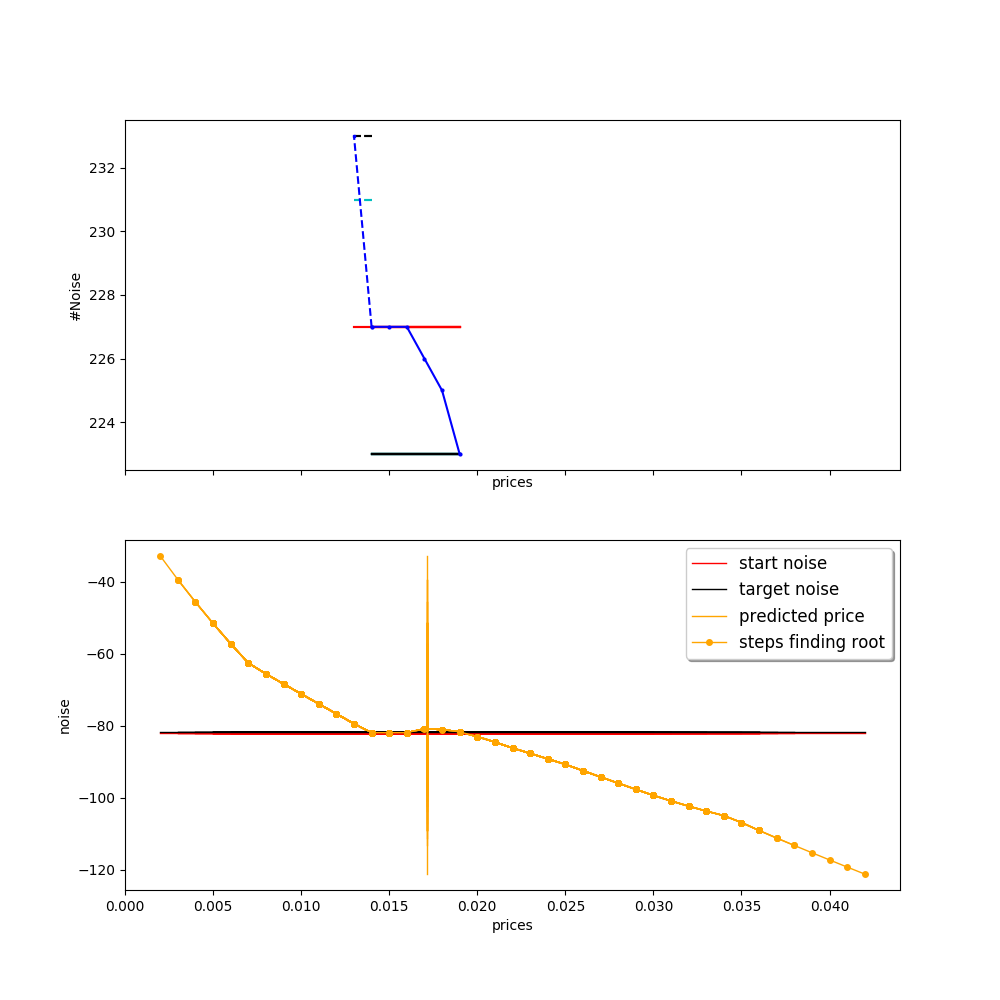 232
230
228
226
224
#Noise
prices
−40
−60
−80
−100
−120
noise
start noise
target noise
predicted price
steps finding root
0.000 0.005 0.010 0.015 0.020 0.025 0.030 0.035 0.040
prices